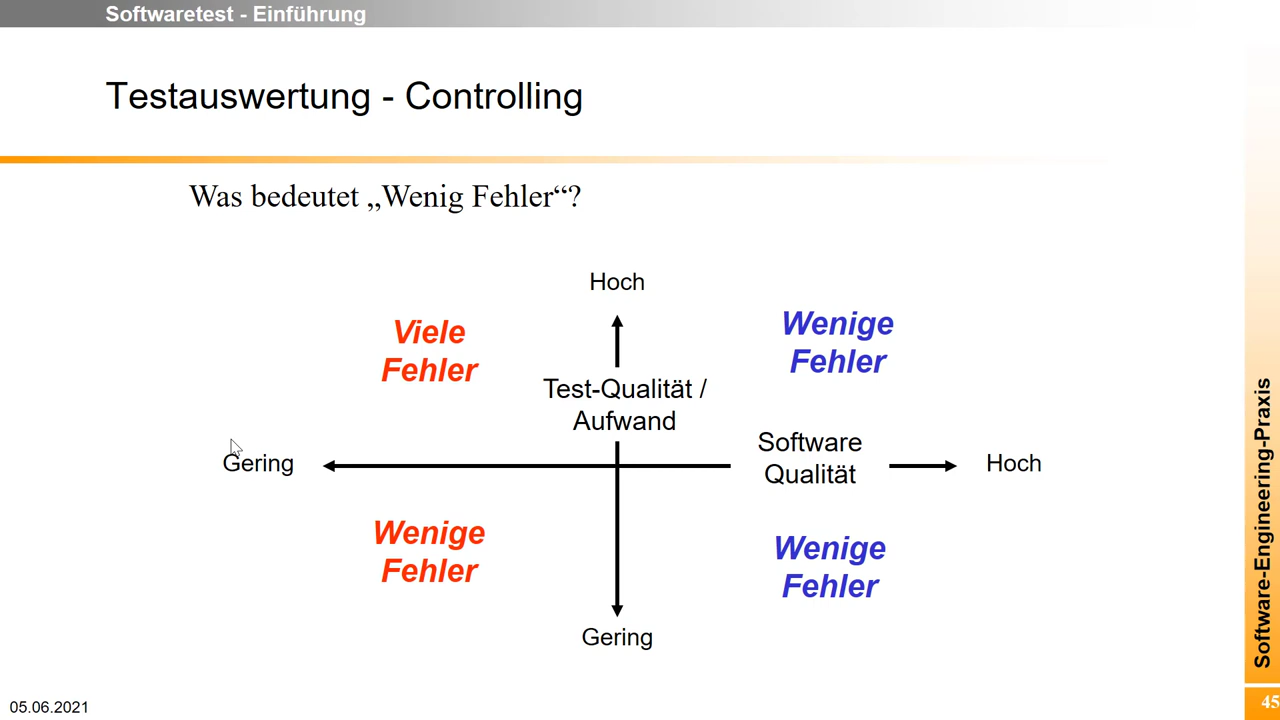 Softwaretest - Einführung
Testauswertung - Controlling
Was bedeutet „Wenig Fehler“?
Hoch
Viele
Fehler
Wenige
Fehler
Test-Qualität /
Aufwand
Gering
Software
Qualität
Hoch
Wenige
Fehler
Wenige
Fehler
Gering
Software-Engineering-Praxis
05.06.2021
45